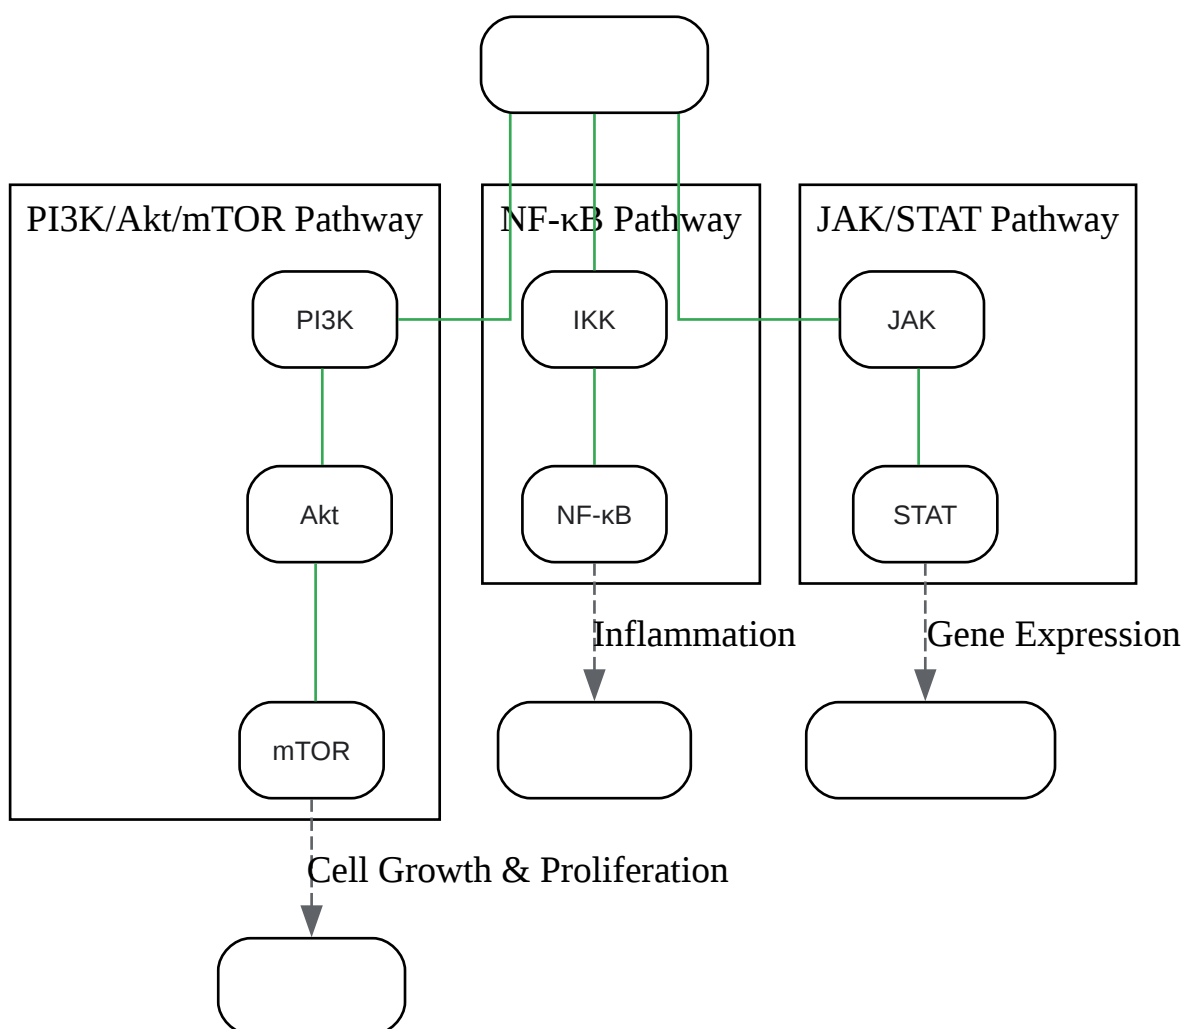 PI3K/Akt/mTOR Pathway
NF-κB Pathway
JAK/STAT Pathway
PI3K
IKK
JAK
Akt
NF-κB
STAT
Inflammation
Gene Expression
mTOR
Cell Growth & Proliferation